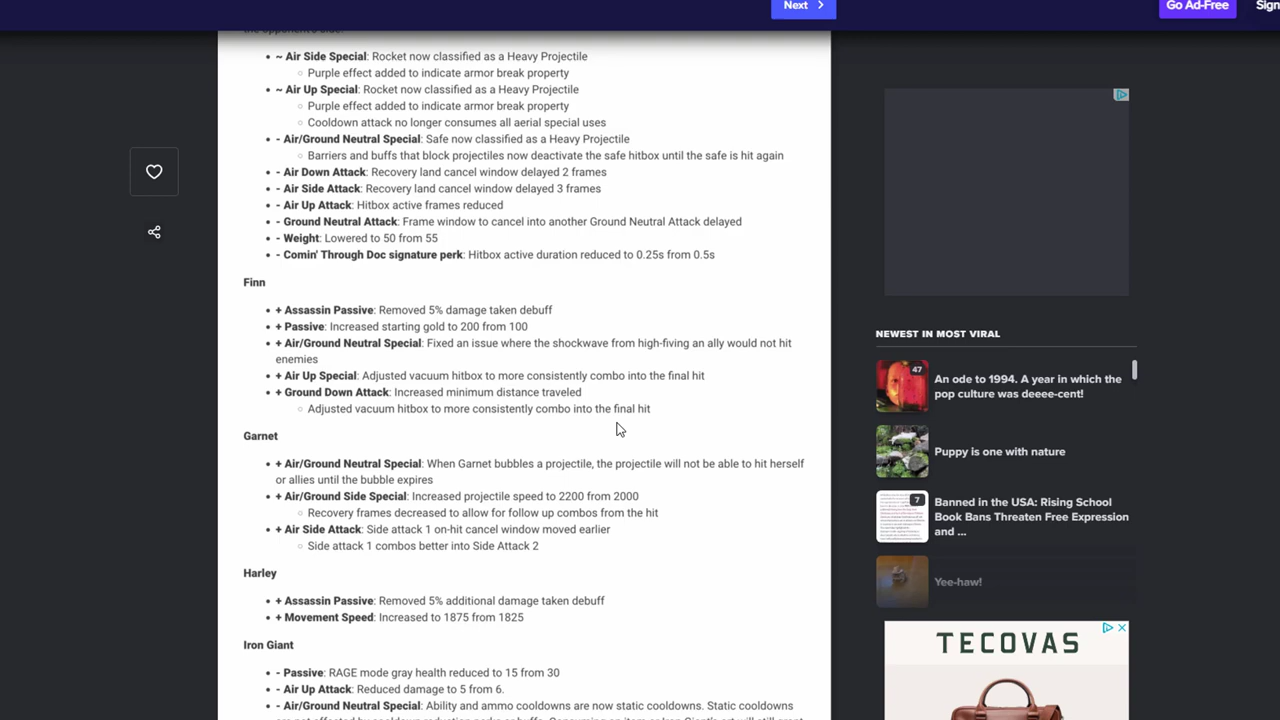 Next
Go Ad-Free
Sign
~ Air Side Special: Rocket now classified as a Heavy Projectile
Purple effect added to indicate armor break property
~ Air Up Special: Rocket now classified as a Heavy Projectile
Purple effect added to indicate armor break property
Cooldown attack no longer consumes all aerial special uses
- Air/Ground Neutral Special: Safe now classified as a Heavy Projectile
Barriers and buffs that block projectiles now deactivate the safe hitbox until the safe is hit again
- Air Down Attack: Recovery land cancel window delayed 2 frames
- Air Side Attack: Recovery land cancel window delayed 3 frames
- Air Up Attack: Hitbox active frames reduced
- Ground Neutral Attack: Frame window to cancel into another Ground Neutral Attack delayed
- Weight: Lowered to 50 from 55
- Comin' Through Doc signature perk: Hitbox active duration reduced to 0.25s from 0.5s
Finn
+ Assassin Passive: Removed 5% damage taken debuff
+ Passive: Increased starting gold to 200 from 100
+ Air/Ground Neutral Special: Fixed an issue where the shockwave from high-fiving an ally would not hit
enemies
+ Air Up Special: Adjusted vacuum hitbox to more consistently combo into the final hit
+ Ground Down Attack: Increased minimum distance traveled
Adjusted vacuum hitbox to more consistently combo into the final hit
Garnet
+ Air/Ground Neutral Special: When Garnet bubbles a projectile, the projectile will not be able to hit herself
or allies until the bubble expires
+ Air/Ground Side Special: Increased projectile speed to 2200 from 2000
Recovery frames decreased to allow for follow up combos from the hit
+ Air Side Attack: Side attack 1 on-hit cancel window moved earlier
Side attack 1 combos better into Side Attack 2
Harley
+ Assassin Passive: Removed 5% additional damage taken debuff
+ Movement Speed: Increased to 1875 from 1825
Iron Giant
- Passive: RAGE mode gray health reduced to 15 from 30
- Air Up Attack: Reduced damage to 5 from 6.
- Air/Ground Neutral Special: Ability and ammo cooldowns are now static cooldowns. Static cooldowns
NEWEST IN MOST VIRAL
47
An ode to 1994. A year in which the
pop culture was deeee-cent!
Puppy is one with nature
7
Banned in the USA: Rising School
Book Bans Threaten Free Expression
and ...
Yee-haw!
TECOVAS